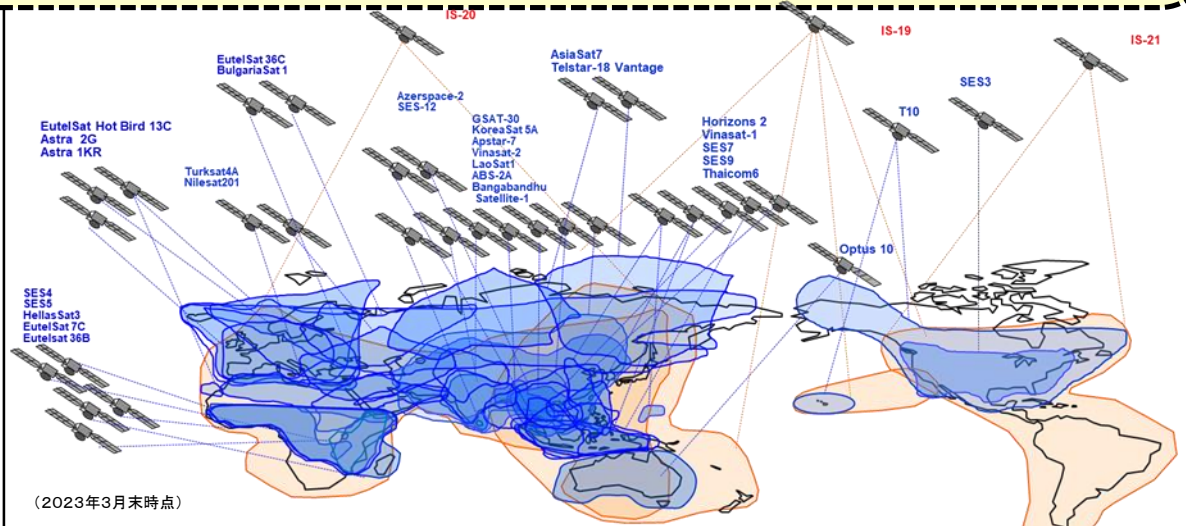 IS-20
IS-19
IS-21
EutelSat 36C
BulgariaSat 1
AsiaSat7
Telstar-18 Vantage
Azerspace-2
SES-12
SES3
T10
EutelSat Hot Bird 13C
Astra 2G
Astra 1KR
GSAT-30
KoreaSat 5A
Apstar-7
Vinasat-2
LaoSat1
ABS-2A
Bangabandhu
Satellite-1
Horizons 2
Vinasat-1
SES7
SES9
Thaicom6
Turksat4A
Nilesat201
Optus 10
SES4
SES5
HellasSat3
EutelSat 7C
Eutelsat 36B
(2023年3月末時点)